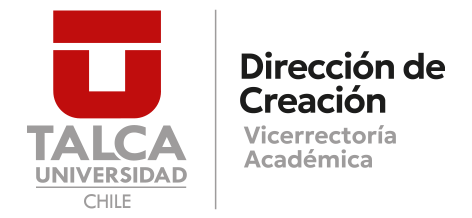 TALCA
UNIVERSIDAD
CHILE
Dirección de
Creación
Vicerrectoría
Académica